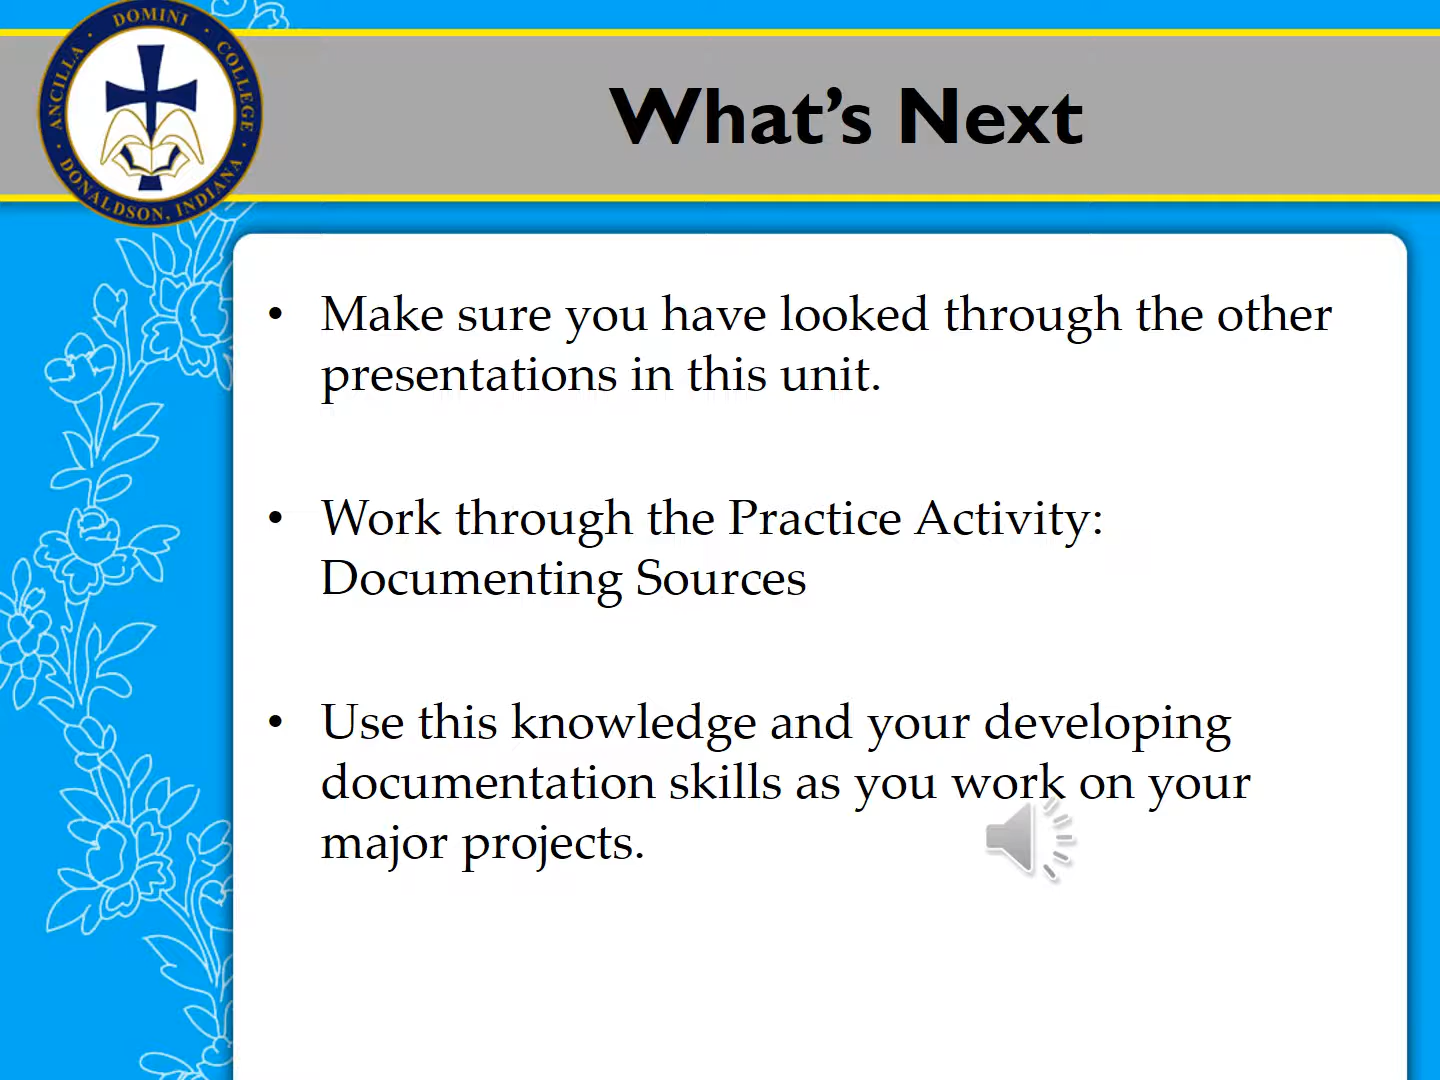 ANCILLA · DOMINI · COLLEGE ·
· DONALDSON, INDIANA
What’s Next
• Make sure you have looked through the other
presentations in this unit.
• Work through the Practice Activity:
Documenting Sources
• Use this knowledge and your developing
documentation skills as you work on your
major projects.